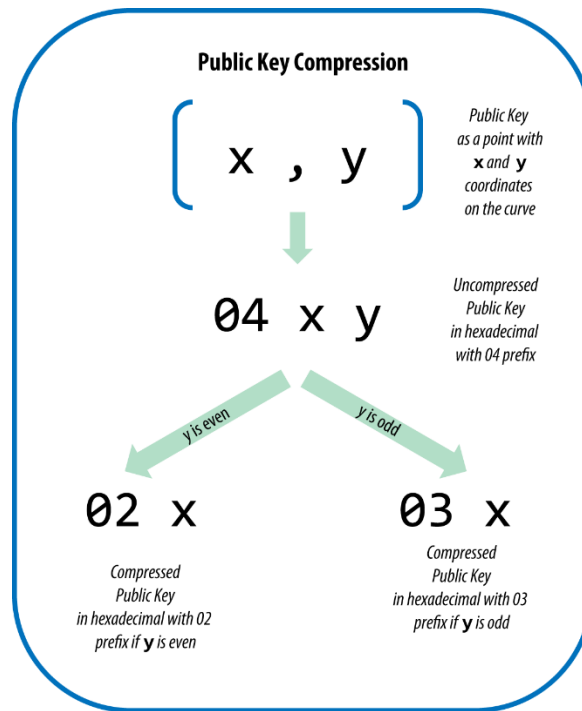 Public Key Compression
x , y
Public Key
as a point with
x and y
coordinates
on the curve
04 x y
Uncompressed
Public Key
in hexadecimal
with 04 prefix
y is even
y is odd
02 x
03 x
Compressed
Public Key
in hexadecimal with 02
prefix if y is even
Compressed
Public Key
in hexadecimal with 03
prefix if y is odd